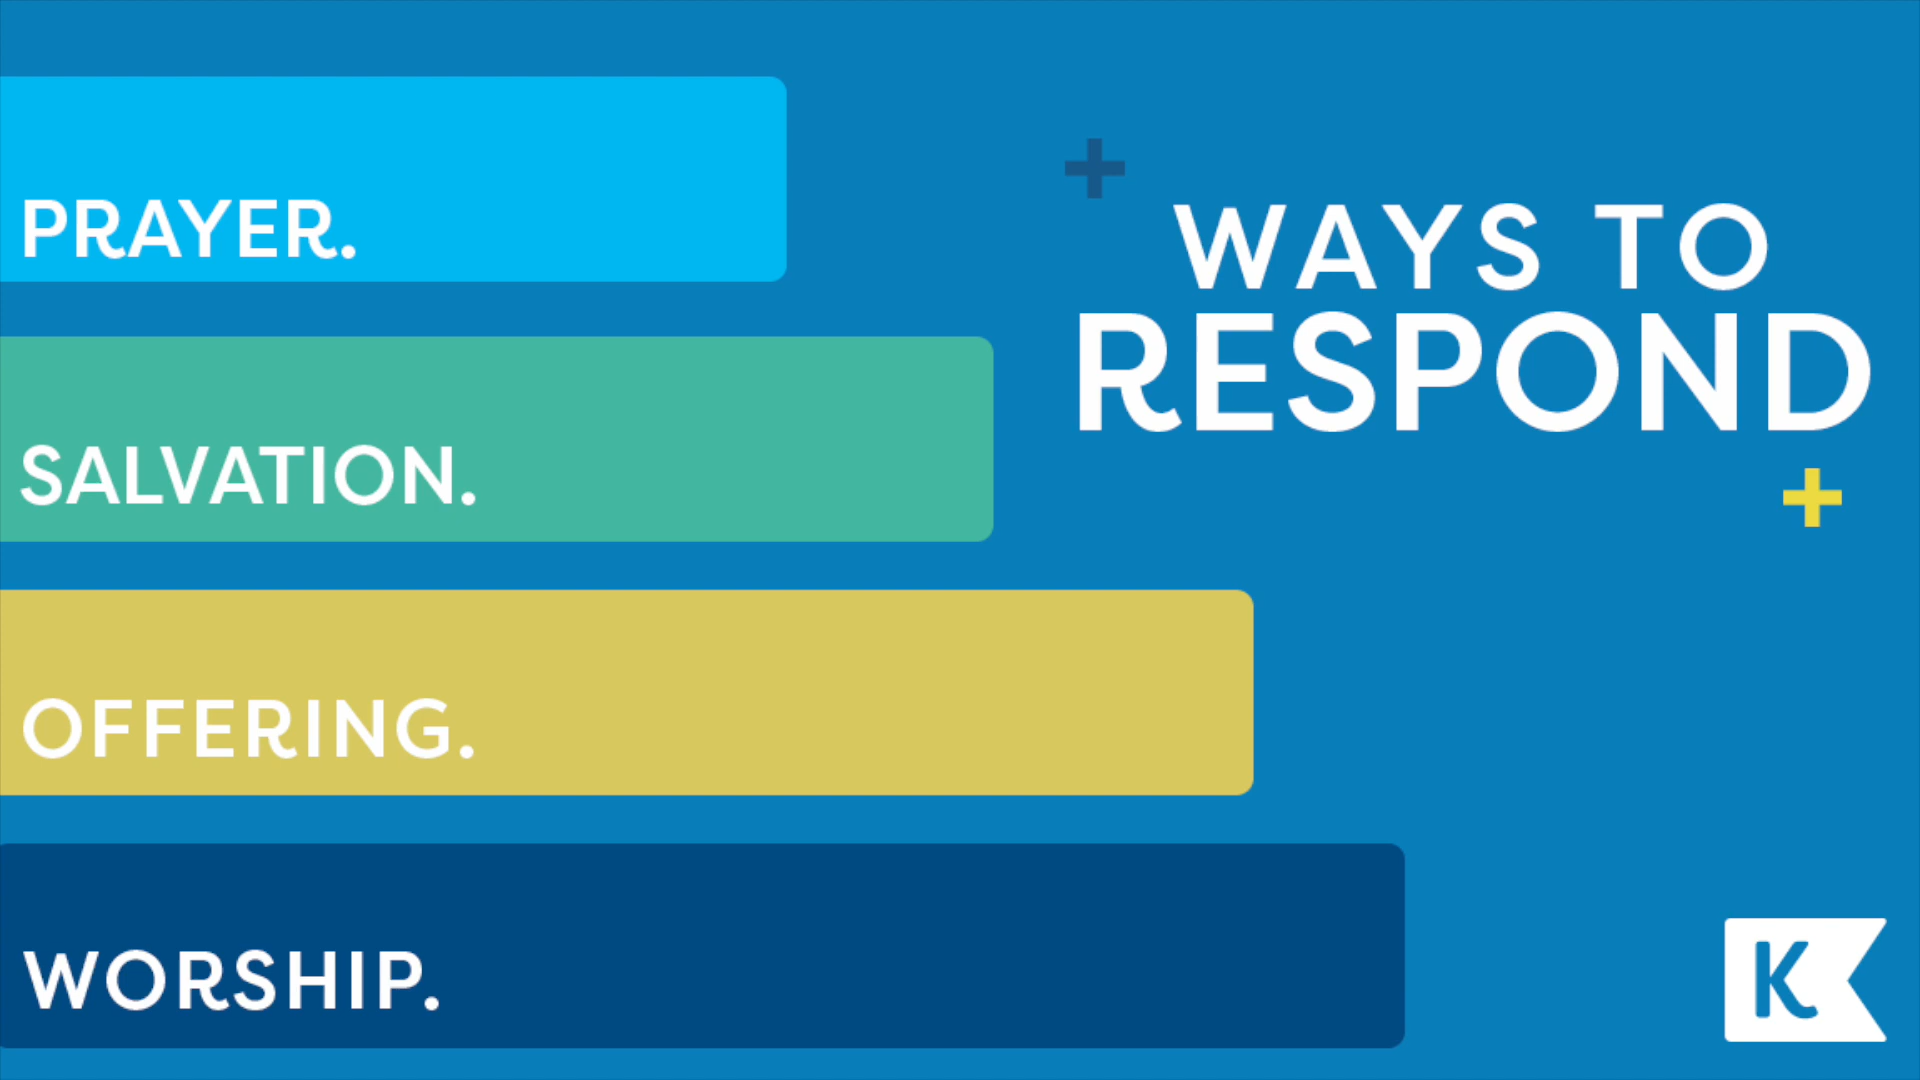 WAYS TO
RESPOND
PRAYER.
SALVATION.
OFFERING.
WORSHIP.
K